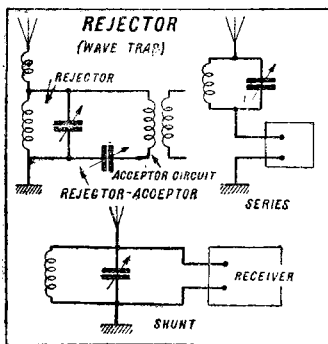 REJECTOR
(WAVE TRAP)
REJECTOR
ACCEPTOR CIRCUIT
REJECTOR-ACCEPTOR
SERIES
RECEIVER
SHUNT